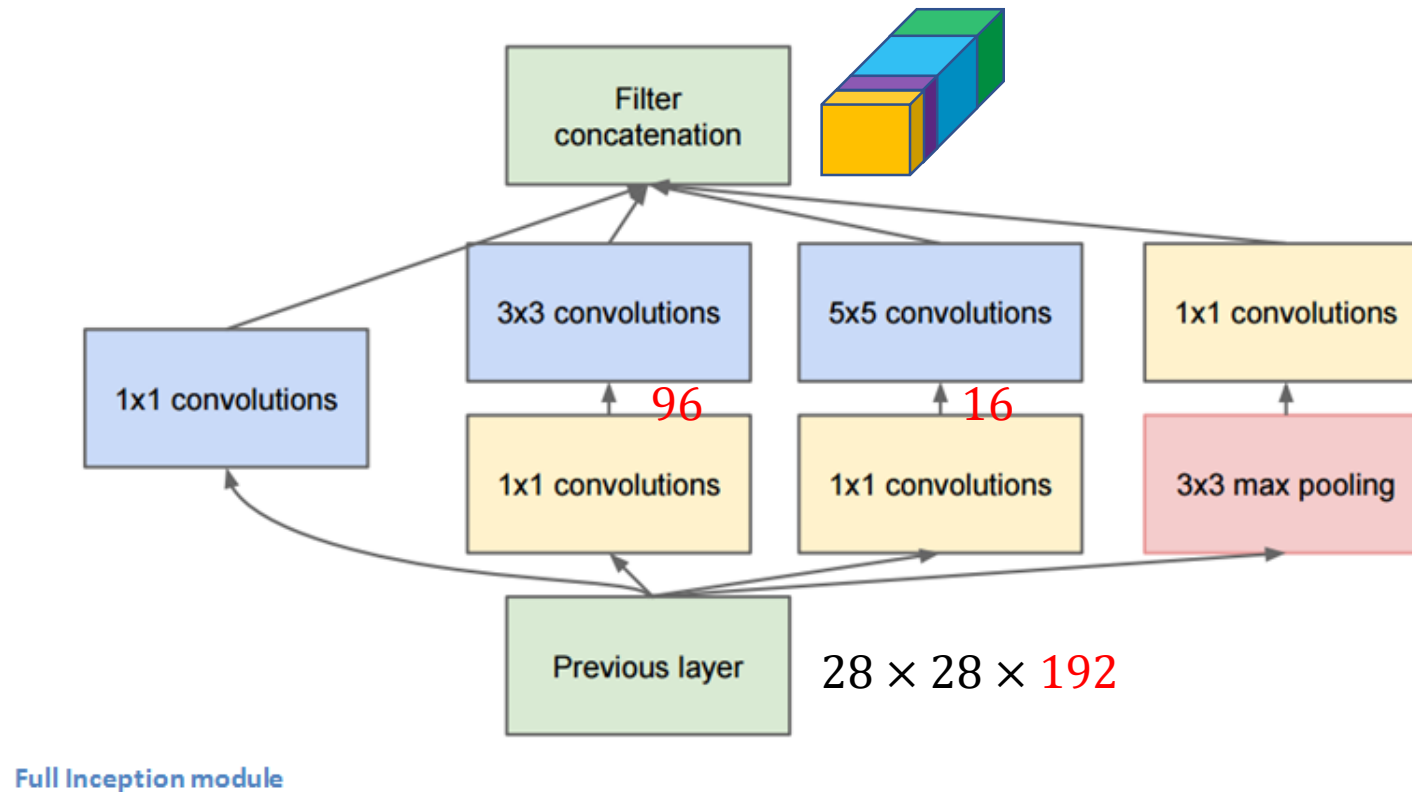 Filter
concatenation
3x3 convolutions
5x5 convolutions
1x1 convolutions
1x1 convolutions
96
16
1x1 convolutions
1x1 convolutions
3x3 max pooling
Previous layer
28 × 28 × 192
Full Inception module